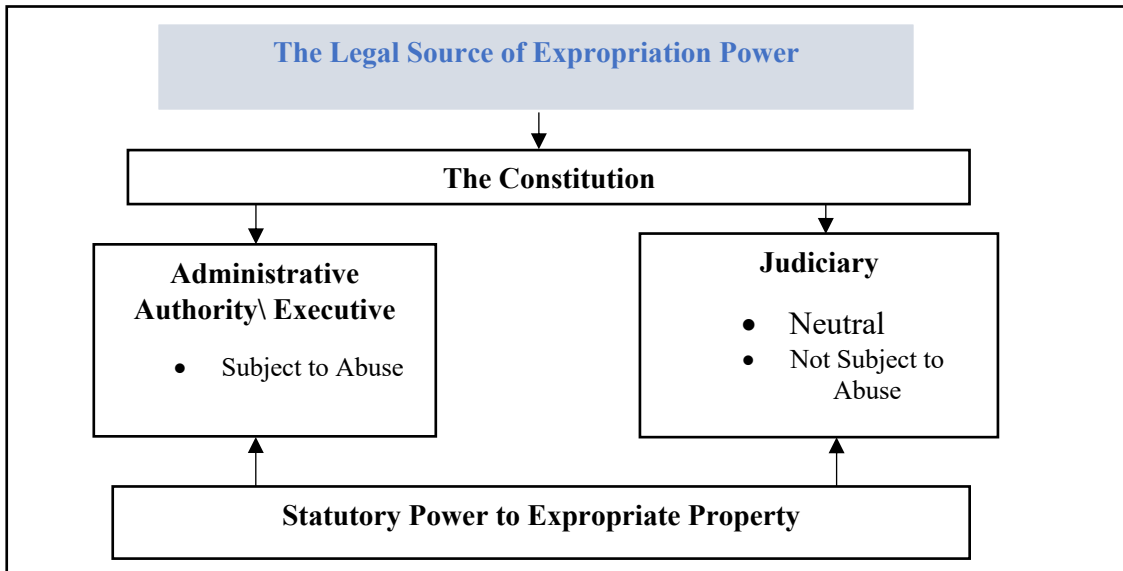 The Legal Source of Expropriation Power
The Constitution
Administrative
Authority\ Executive
• Subject to Abuse
Judiciary
• Neutral
• Not Subject to
Abuse
Statutory Power to Expropriate Property